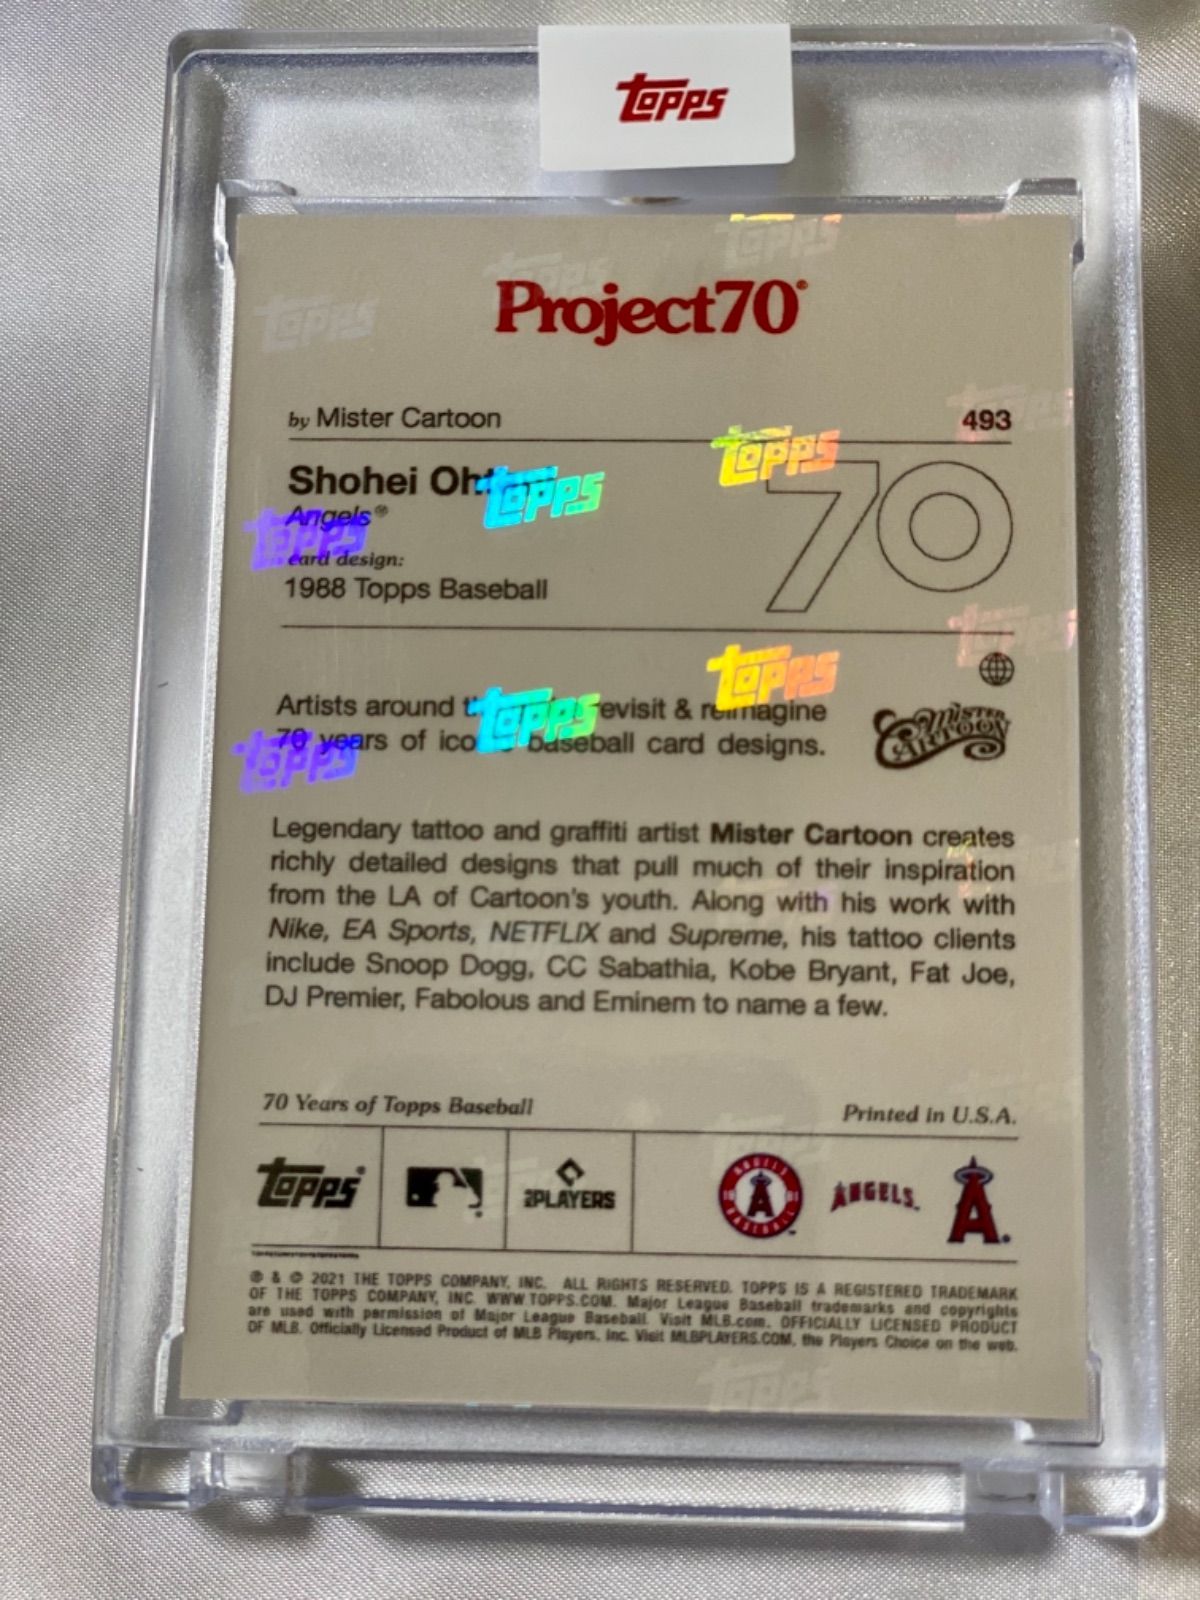 Topps
Project70®
by Mister Cartoon
493
Shohei Oh
Angels®
card design:
1988 Topps Baseball
70
Artists around revisit & reimagine
70 years of baseball card designs.
MISTER
CARTOON
Legendary tattoo and graffiti artist Mister Cartoon creates
richly detailed designs that pull much of their inspiration
from the LA of Cartoon's youth. Along with his work with
Nike, EA Sports, NETFLIX and Supreme, his tattoo clients
include Snoop Dogg, CC Sabathia, Kobe Bryant, Fat Joe,
DJ Premier, Fabolous and Eminem to name a few.
70 Years of Topps Baseball
Printed in U.S.A.
Topps®
PLAYERS
ANGELS
BASEBALL
ANGELS
A
® & © 2021 THE TOPPS COMPANY, INC. ALL RIGHTS RESERVED. TOPPS IS A REGISTERED TRADEMARK
OF THE TOPPS COMPANY, INC. WWW.TOPPS.COM. Major League Baseball trademarks and copyrights
are used with permission of Major League Baseball. Visit MLB.com. OFFICIALLY LICENSED PRODUCT
OF MLB. Officially Licensed Product of MLB Players, Inc. Visit MLBPLAYERS.COM, the Players Choice on the web.